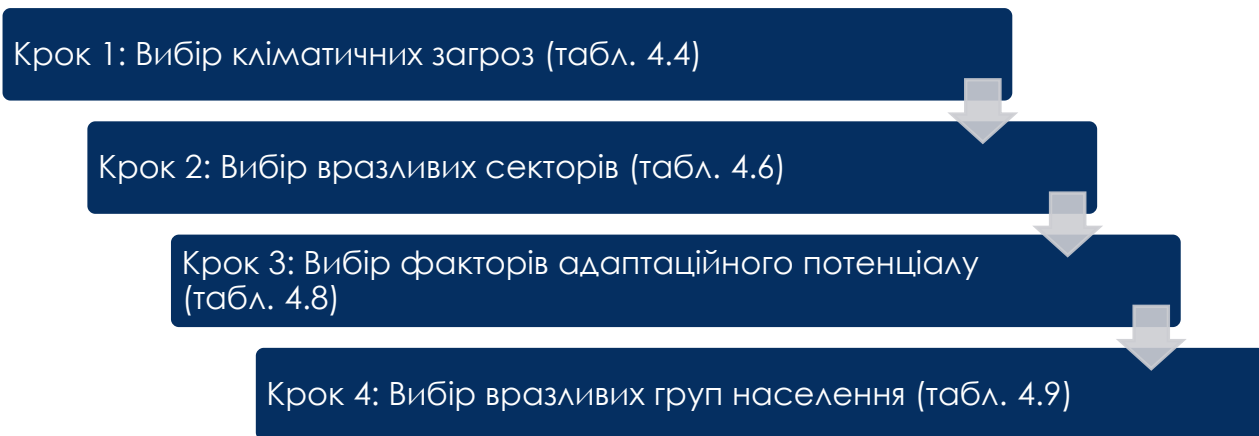 Крок 1: Вибір кліматичних загроз (табл. 4.4)
Крок 2: Вибір вразливих секторів (табл. 4.6)
Крок 3: Вибір факторів адаптаційного потенціалу
(табл. 4.8)
Крок 4: Вибір вразливих груп населення (табл. 4.9)